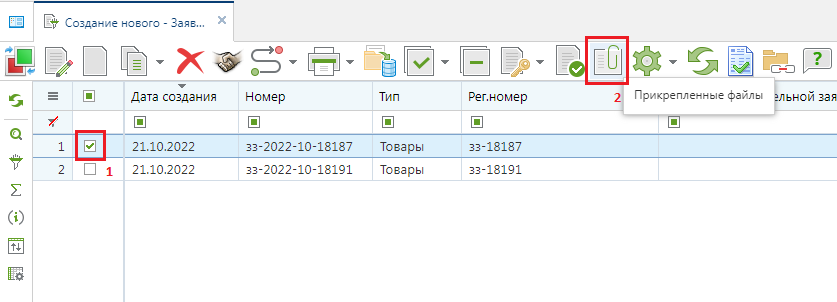 Создание нового - Заяв...
2 Прикрепленные файлы
Дата создания Номер Тип Рег.номер ельной зая
1 21.10.2022 зз-2022-10-18187 Товары зз-18187
2 21.10.2022 зз-2022-10-18191 Товары зз-18191
1